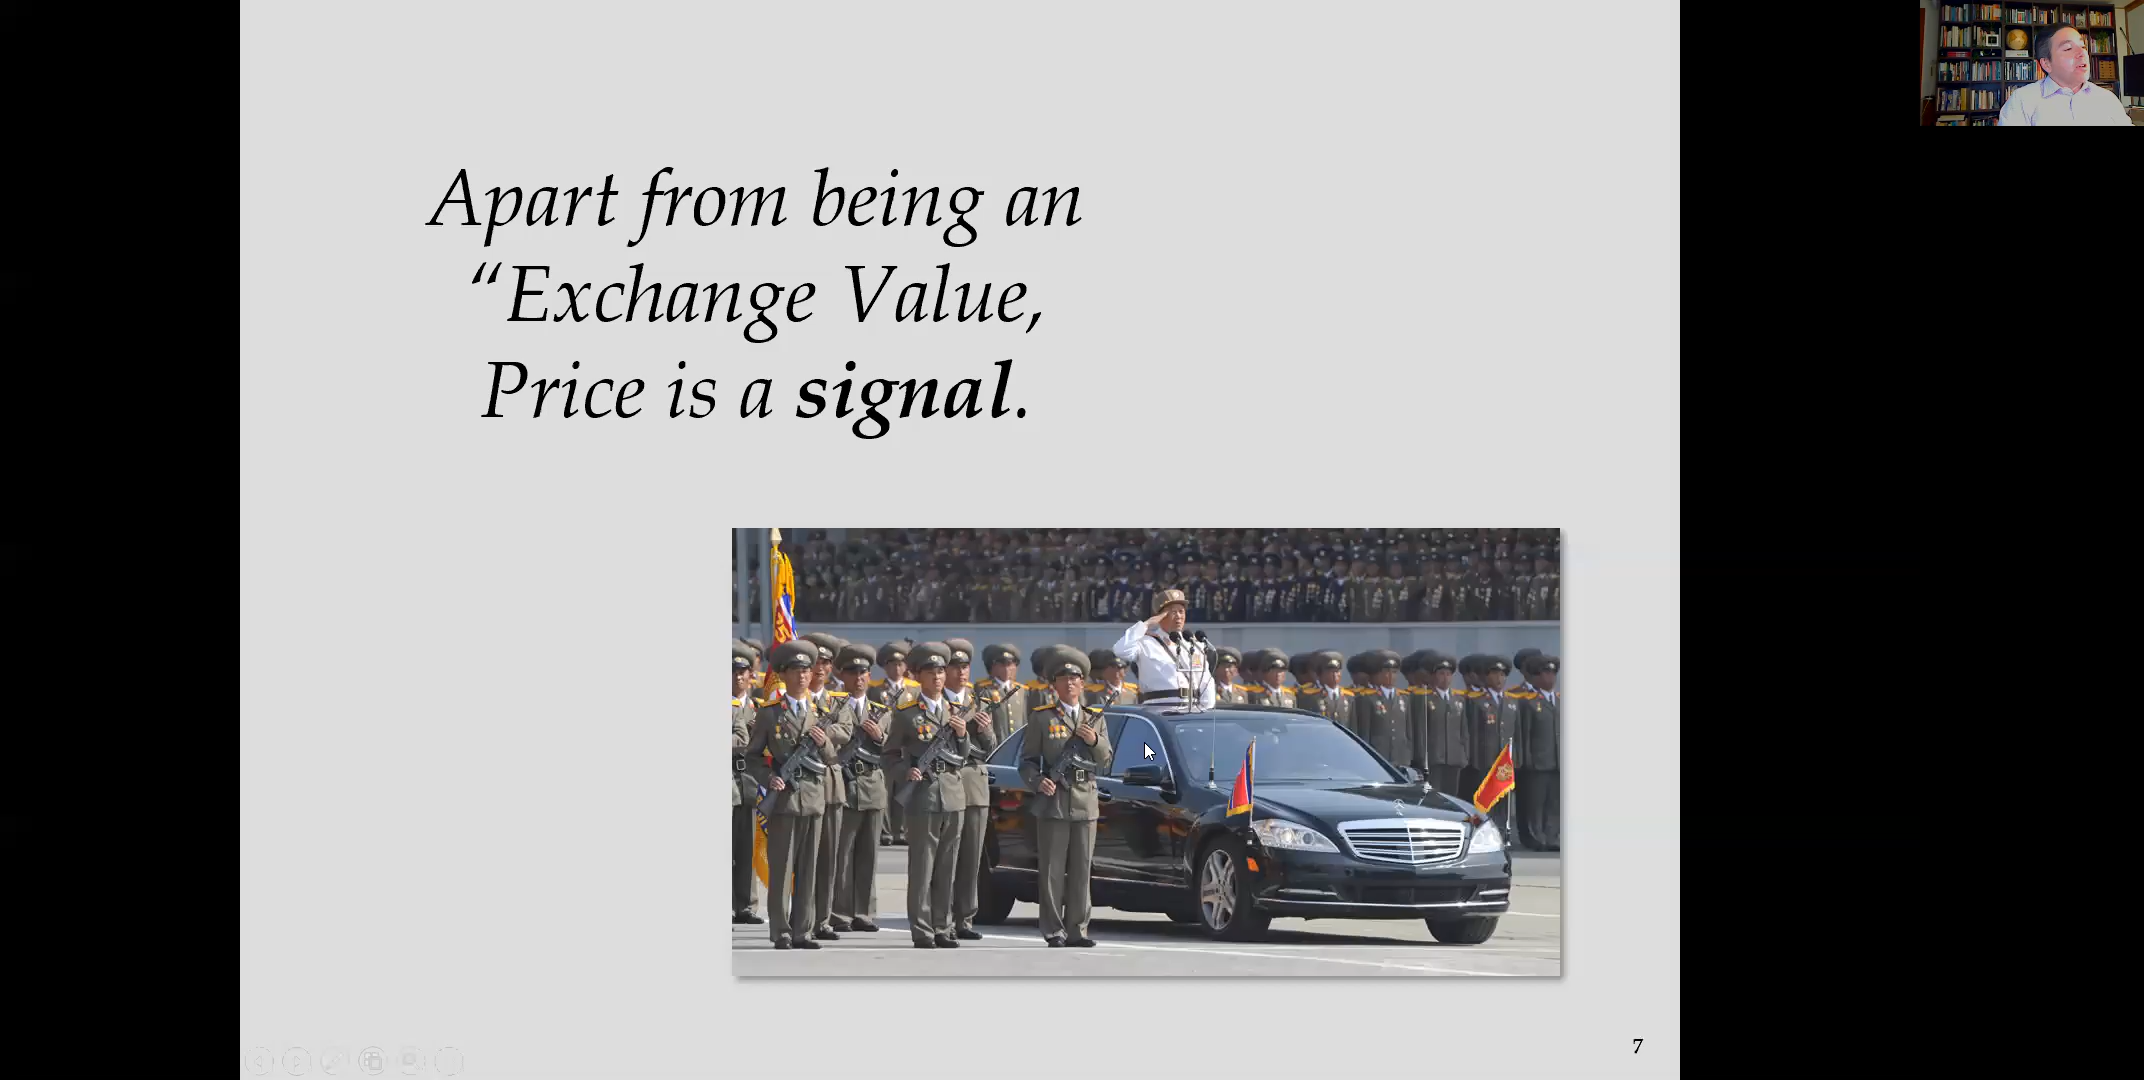 Apart from being an
“Exchange Value,
Price is a signal.
7